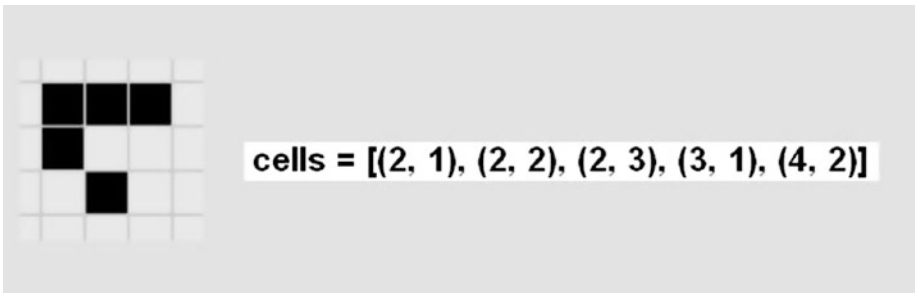 cells = [(2, 1), (2, 2), (2, 3), (3, 1), (4, 2)]